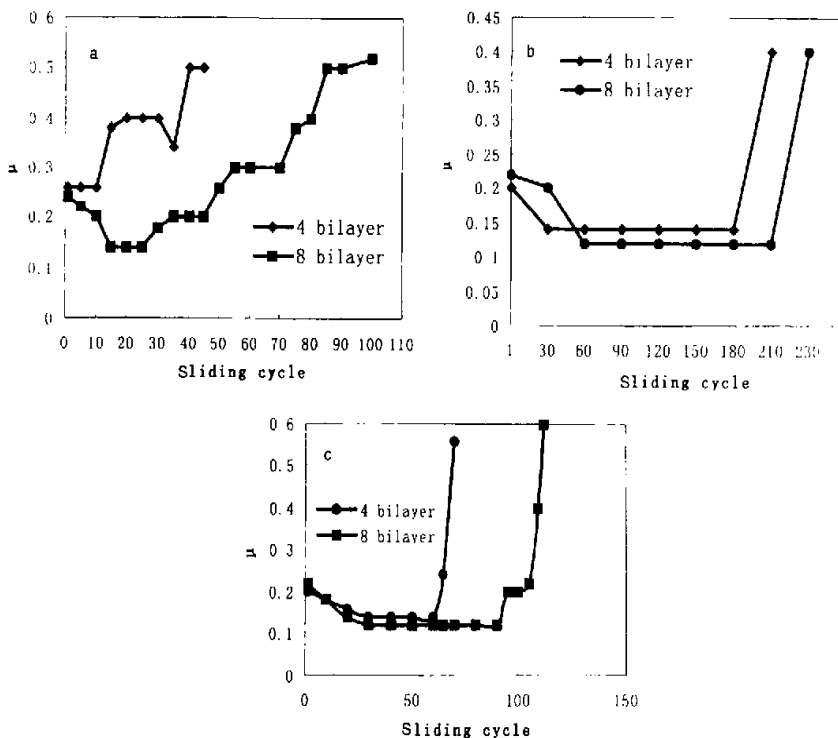 0 6
0.5
0.4
0.3
0.2
0.1
0
μ
a
4 bilayer
8 bilayer
0 10 20 30 40 50 60 70 80 90 100 110
Sliding cycle
0.45
0.4
0.35
0.3
0.25
0.2
0.15
0.1
0.05
0
μ
b
4 bilayer
8 bilayer
1 30 60 90 120 150 180 210 230
Sliding cycle
0 6
0.5
0.4
0 3
0.2
0.1
0
μ
c
4 bilayer
8 bilayer
0 50 100 150
Sliding cycle